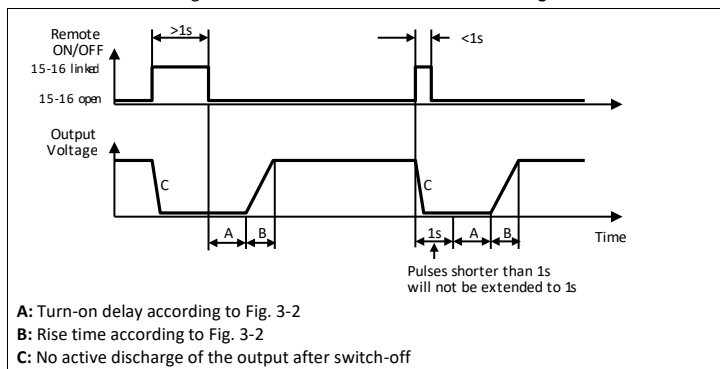 Remote
ON/OFF
>1s
<1s
15-16 linked
15-16 open
Output
Voltage
C
C
A
B
1s
A
B
Time
Pulses shorter than 1s
will not be extended to 1s
A: Turn-on delay according to Fig. 3-2
B: Rise time according to Fig. 3-2
C: No active discharge of the output after switch-off